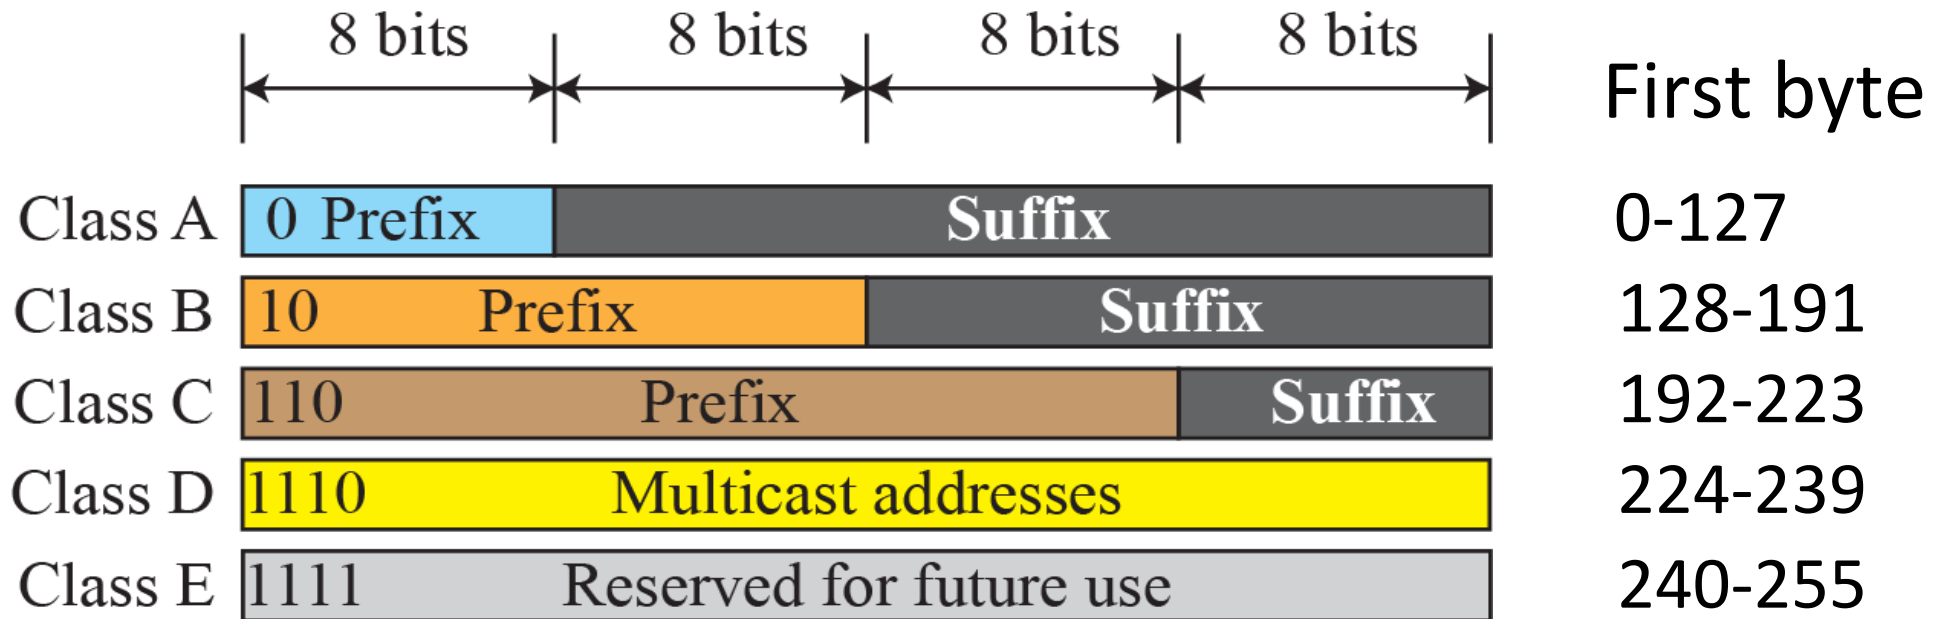 8 bits 8 bits 8 bits 8 bits First byte
Class A 0 Prefix Suffix 0-127
Class B 10 Prefix Suffix 128-191
Class C 110 Prefix Suffix 192-223
Class D 1110 Multicast addresses 224-239
Class E 1111 Reserved for future use 240-255